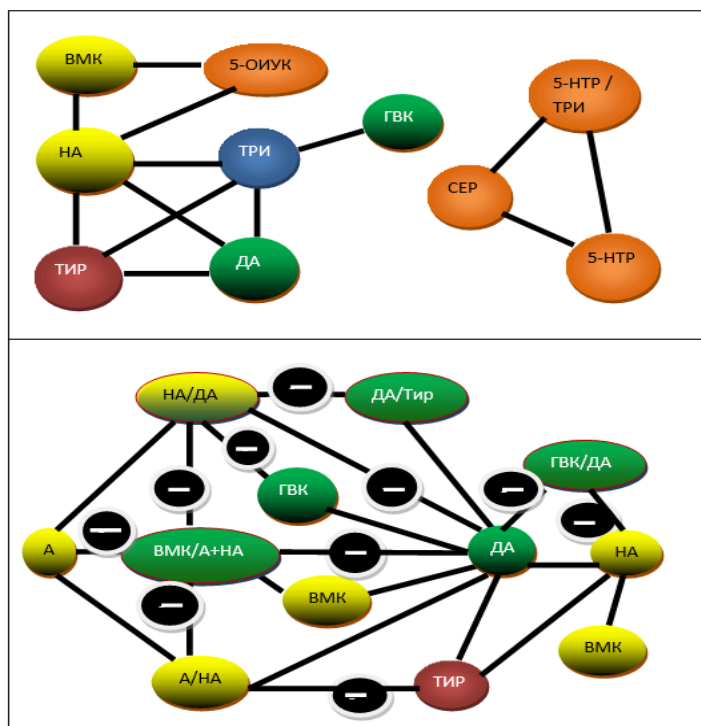 ВМК
5-ОИУК
5-НТР /
ТРИ
ГВК
НА
ТРИ
СЕР
ТИР
ДА
5-НТР
НА/ДА
ДА/Тир
ГВК/ДА
ГВК
А
ВМК/А+НА
ДА
НА
ВМК
ВМК
А/НА
ТИР